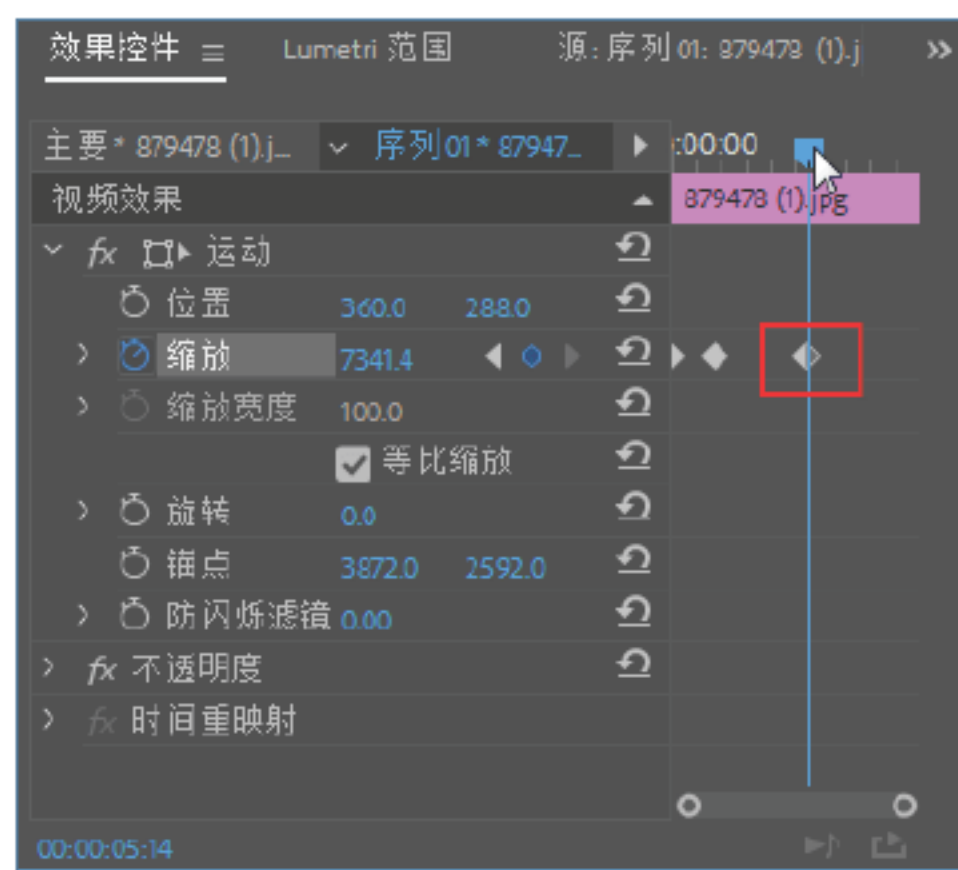 效果控件 Lumetri 范围 源: 序列 01: 879478 (1).j
主要* 879478 (1).j... 序列 01 * 87947... :00:00
视频效果 879478 (1).jpg
fx 运动
位置 360.0 288.0
缩放 7341.4
缩放宽度 100.0
等比缩放
旋转 0.0
锚点 3872.0 2592.0
防闪烁滤镜 0.00
fx 不透明度
fx 时间重映射
00:00:05:14